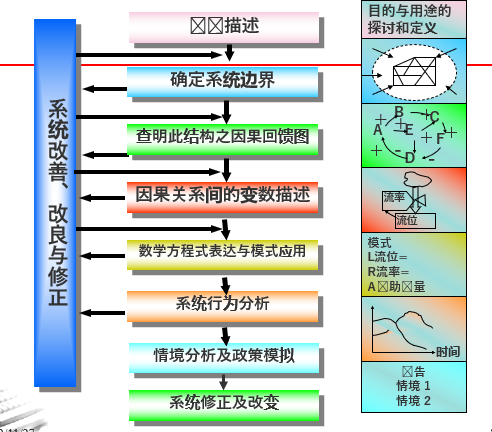 系统改善、改良与修正
描述
确定系统边界
查明此结构之因果回馈图
因果关系间的变数描述
数学方程式表达与模式应用
系统行为分析
情境分析及政策模拟
系统修正及改变
目的与用途的
探讨和定义
B
C
A
E
F
D
流率
流位
模式
L流位=
R流率=
A助量
时间
告
情境 1
情境 2